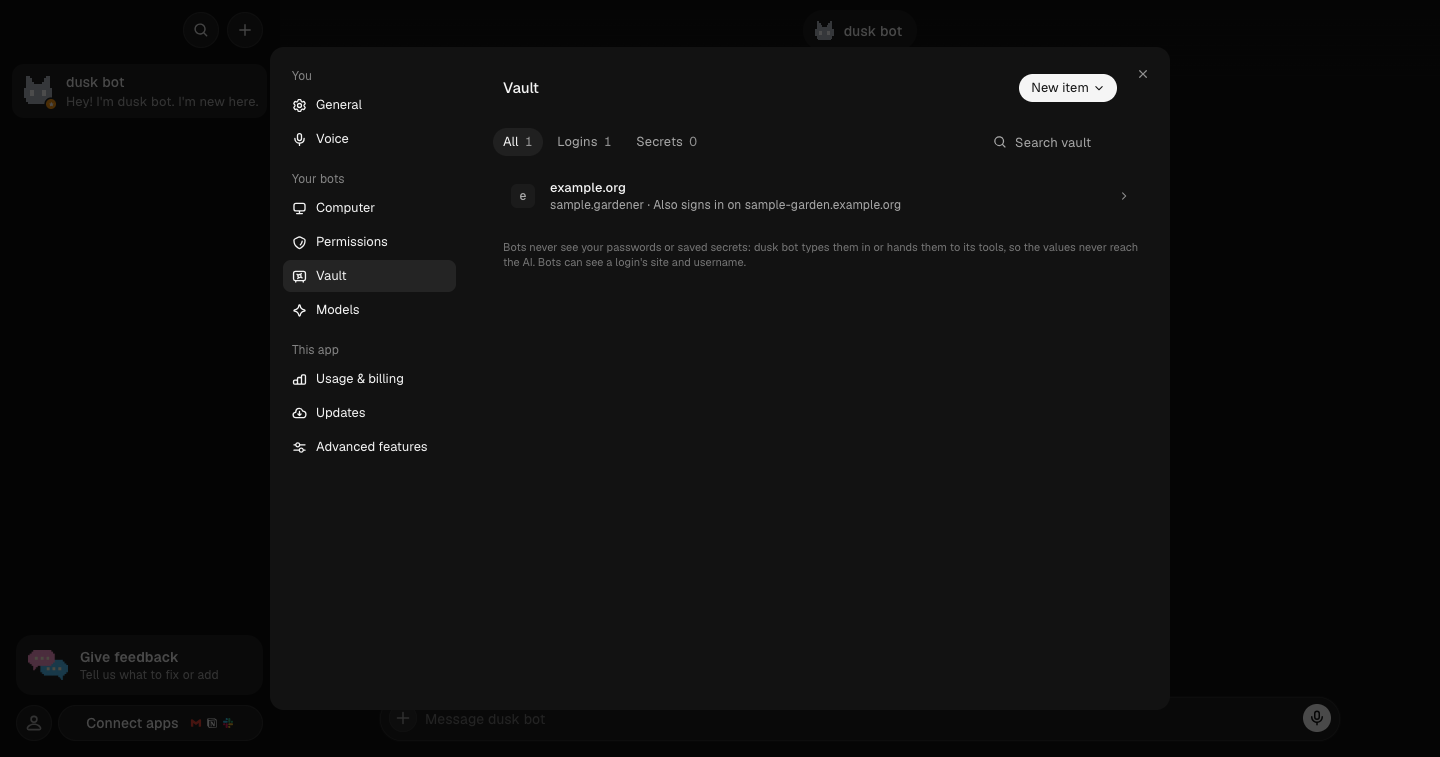 dusk bot
dusk bot
Hey! I'm dusk bot. I'm new here.
You
General
Voice
Your bots
Computer
Permissions
Vault
Models
This app
Usage & billing
Updates
Advanced features
Vault
New item
All 1
Logins 1
Secrets 0
Search vault
e
example.org
sample.gardener · Also signs in on sample-garden.example.org
Bots never see your passwords or saved secrets: dusk bot types them in or hands them to its tools, so the values never reach
the AI. Bots can see a login's site and username.
Give feedback
Tell us what to fix or add
Connect apps
Message dusk bot